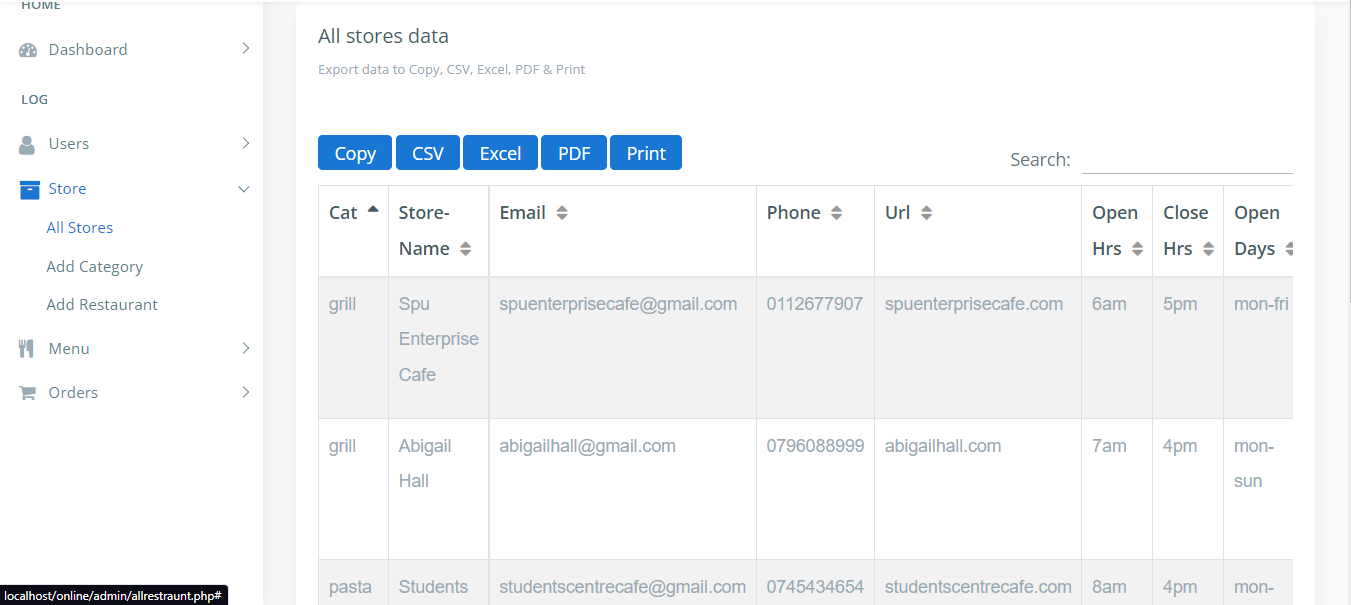 HOME
Dashboard
LOG
Users
Store
All Stores
Add Category
Add Restaurant
Menu
Orders
All stores data
Export data to Copy, CSV, Excel, PDF & Print
Copy CSV Excel PDF Print
Search:
Cat Store-Name Email Phone Url Open Hrs Close Hrs Open Days
grill Spu Enterprise Cafe spuenterprisecafe@gmail.com 0112677907 spuenterprisecafe.com 6am 5pm mon-fri
grill Abigail Hall abigailhall@gmail.com 0796088999 abigailhall.com 7am 4pm mon-sun
pasta Students studentscentrecafe@gmail.com 0745434654 studentscentrecafe.com 8am 4pm mon-
localhost/online/admin/allrestraunt.php#